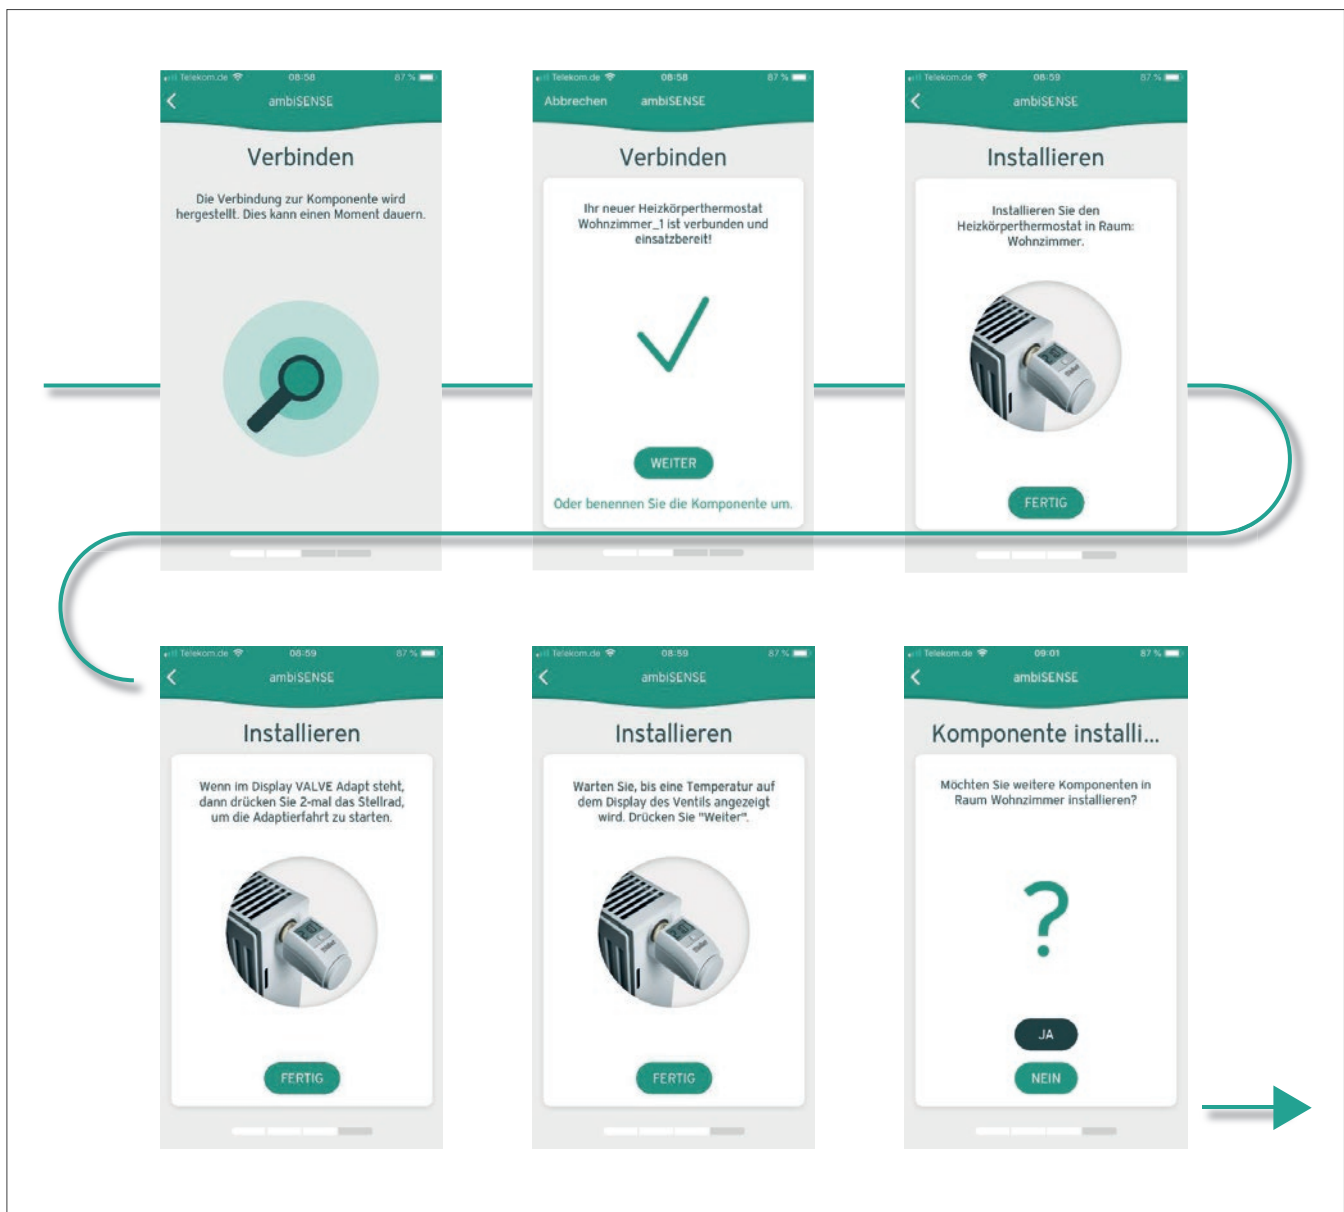 Telekom.de 08:58 87 %
ambiSENSE
Verbinden
Die Verbindung zur Komponente wird
hergestellt. Dies kann einen Moment dauern.
Telekom.de 08:58 87 %
Abbrechen ambiSENSE
Verbinden
Ihr neuer Heizkörperthermostat
Wohnzimmer_1 ist verbunden und
einsatzbereit!
WEITER
Oder benennen Sie die Komponente um.
Telekom.de 08:59 87 %
ambiSENSE
Installieren
Installieren Sie den
Heizkörperthermostat in Raum:
Wohnzimmer.
FERTIG
Telekom.de 08:59 87 %
ambiSENSE
Installieren
Wenn im Display VALVE Adapt steht,
dann drücken Sie 2-mal das Stellrad,
um die Adaptierfahrt zu starten.
FERTIG
Telekom.de 08:59 87 %
ambiSENSE
Installieren
Warten Sie, bis eine Temperatur auf
dem Display des Ventils angezeigt
wird. Drücken Sie "Weiter".
FERTIG
Telekom.de 09:01 87 %
ambiSENSE
Komponente installi...
Möchten Sie weitere Komponenten in
Raum Wohnzimmer installieren?
?
JA
NEIN